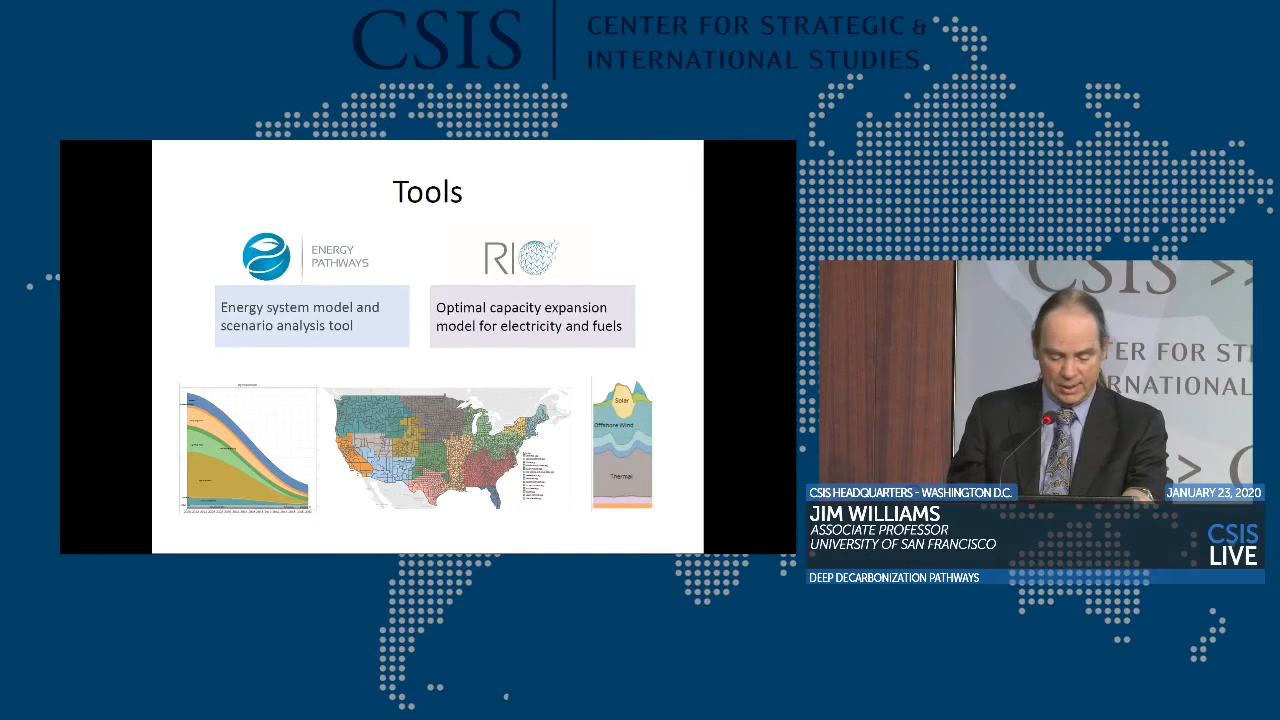 CSIS
CENTER FOR STRATEGIC &
INTERNATIONAL STUDIES
Tools
ENERGY
PATHWAYS
RIO
Energy system model and
scenario analysis tool
Optimal capacity expansion
model for electricity and fuels
Solar
Offshore Wind
Thermal
CSIS >>
TER FOR ST
RNATIONAL
CSIS HEADQUARTERS - WASHINGTON D.C.
JANUARY 23, 2020
JIM WILLIAMS
ASSOCIATE PROFESSOR
UNIVERSITY OF SAN FRANCISCO
CSIS
LIVE
DEEP DECARBONIZATION PATHWAYS